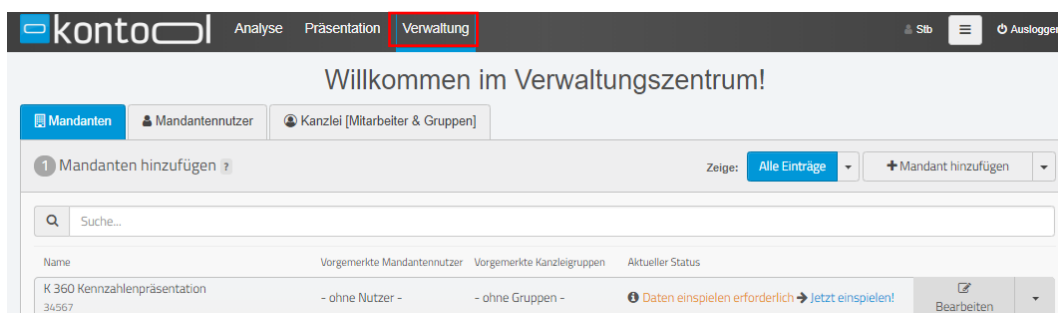 kontool Analyse Präsentation Verwaltung Stb Ausloggen
Willkommen im Verwaltungszentrum!
Mandanten Mandantennutzer Kanzlei [Mitarbeiter & Gruppen]
1 Mandanten hinzufügen ? Zeige: Alle Einträge + Mandant hinzufügen
Suche...
Name Vorgemerkte Mandantennutzer Vorgemerkte Kanzleigruppen Aktueller Status
K 360 Kennzahlenpräsentation - ohne Nutzer - - ohne Gruppen - Daten einspielen erforderlich → Jetzt einspielen! Bearbeiten
34567